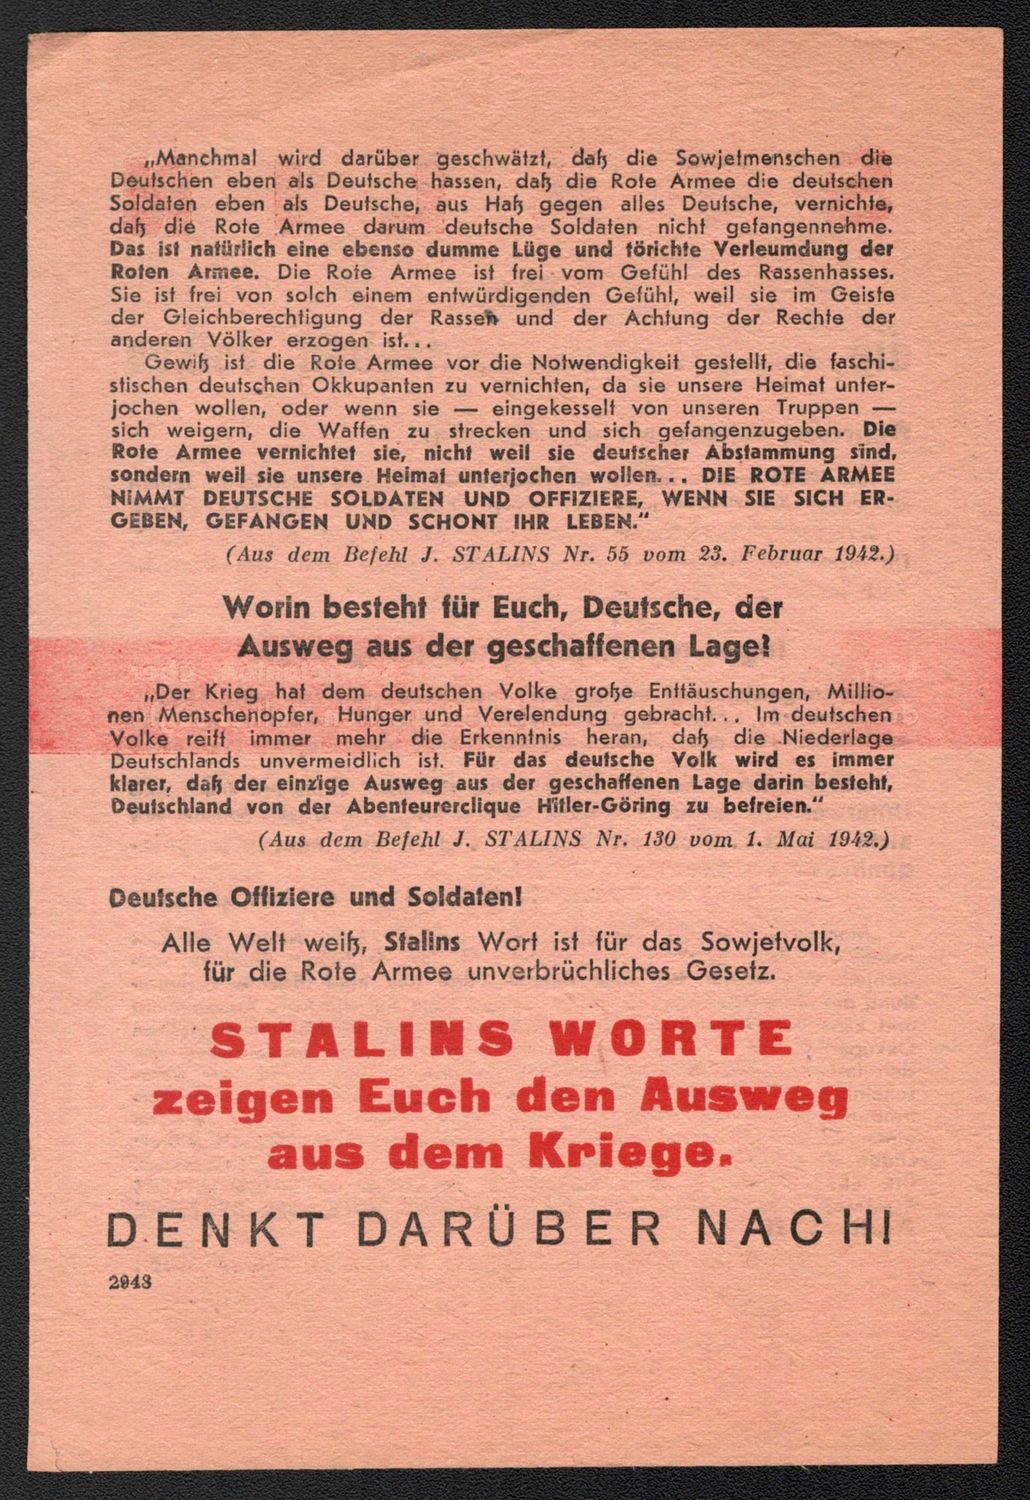 „Manchmal wird darüber geschwätzt, daß die Sowjetmenschen die
Deutschen eben als Deutsche hassen, daß die Rote Armee die deutschen
Soldaten eben als Deutsche, aus Haß gegen alles Deutsche, vernichte,
daß die Rote Armee darum deutsche Soldaten nicht gefangennehme.
Das ist natürlich eine ebenso dumme Lüge und törichte Verleumdung der
Roten Armee. Die Rote Armee ist frei vom Gefühl des Rassenhasses.
Sie ist frei von solch einem entwürdigenden Gefühl, weil sie im Geiste
der Gleichberechtigung der Rassen und der Achtung der Rechte der
anderen Völker erzogen ist...
Gewiß ist die Rote Armee vor die Notwendigkeit gestellt, die faschi-
stischen deutschen Okkupanten zu vernichten, da sie unsere Heimat unter-
jochen wollen, oder wenn sie — eingekesselt von unseren Truppen —
sich weigern, die Waffen zu strecken und sich gefangenzugeben. Die
Rote Armee vernichtet sie, nicht weil sie deutscher Abstammung sind,
sondern weil sie unsere Heimat unterjochen wollen... DIE ROTE ARMEE
NIMMT DEUTSCHE SOLDATEN UND OFFIZIERE, WENN SIE SICH ER-
GEBEN, GEFANGEN UND SCHONT IHR LEBEN.“
(Aus dem Befehl J. STALINS Nr. 55 vom 23. Februar 1942.)
Worin besteht für Euch, Deutsche, der
Ausweg aus der geschaffenen Lage?
„Der Krieg hat dem deutschen Volke große Enttäuschungen, Millio-
nen Menschenopfer, Hunger und Verelendung gebracht... Im deutschen
Volke reift immer mehr die Erkenntnis heran, daß die Niederlage
Deutschlands unvermeidlich ist. Für das deutsche Volk wird es immer
klarer, daß der einzige Ausweg aus der geschaffenen Lage darin besteht,
Deutschland von der Abenteurerclique Hitler-Göring zu befreien.“
(Aus dem Befehl J. STALINS Nr. 130 vom 1. Mai 1942.)
Deutsche Offiziere und Soldaten!
Alle Welt weiß, Stalins Wort ist für das Sowjetvolk,
für die Rote Armee unverbrüchliches Gesetz.
STALINS WORTE
zeigen Euch den Ausweg
aus dem Kriege.
DENKT DARÜBER NACH!
2943